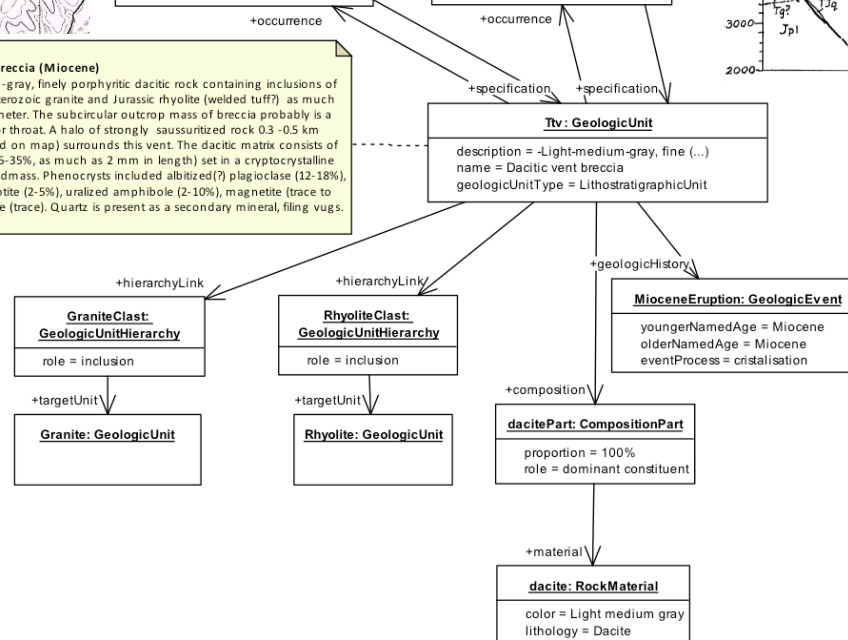 +occurrence
+occurrence
3000
Tg?
TJq
Jp1
2000
+specification
+specification
reccia (Miocene)
-gray, finely porphyritic dacitic rock containing inclusions of
terozoic granite and Jurassic rhyolite (welded tuff?) as much
meter. The subcircular outcrop mass of breccia probably is a
or throat. A halo of strongly saussuritized rock 0.3 -0.5 km
d on map) surrounds this vent. The dacitic matrix consists of
5-35%, as much as 2 mm in length) set in a cryptocrystalline
dmass. Phenocrysts included albitized(?) plagioclase (12-18%),
otite (2-5%), uralized amphibole (2-10%), magnetite (trace to
e (trace). Quartz is present as a secondary mineral, filing vugs.
Ttv: GeologicUnit
description = -Light-medium-gray, fine (...)
name = Dacitic vent breccia
geologicUnitType = LithostratigraphicUnit
+hierarchyLink
+hierarchyLink
+geologicHistory
GraniteClast:
GeologicUnitHierarchy
role = inclusion
RhyoliteClast:
GeologicUnitHierarchy
role = inclusion
MioceneEruption: GeologicEvent
youngerNamedAge = Miocene
olderNamedAge = Miocene
eventProcess = cristalisation
+targetUnit
+targetUnit
+composition
Granite: GeologicUnit
Rhyolite: GeologicUnit
dacitePart: CompositionPart
proportion = 100%
role = dominant constituent
+material
dacite: RockMaterial
color = Light medium gray
lithology = Dacite